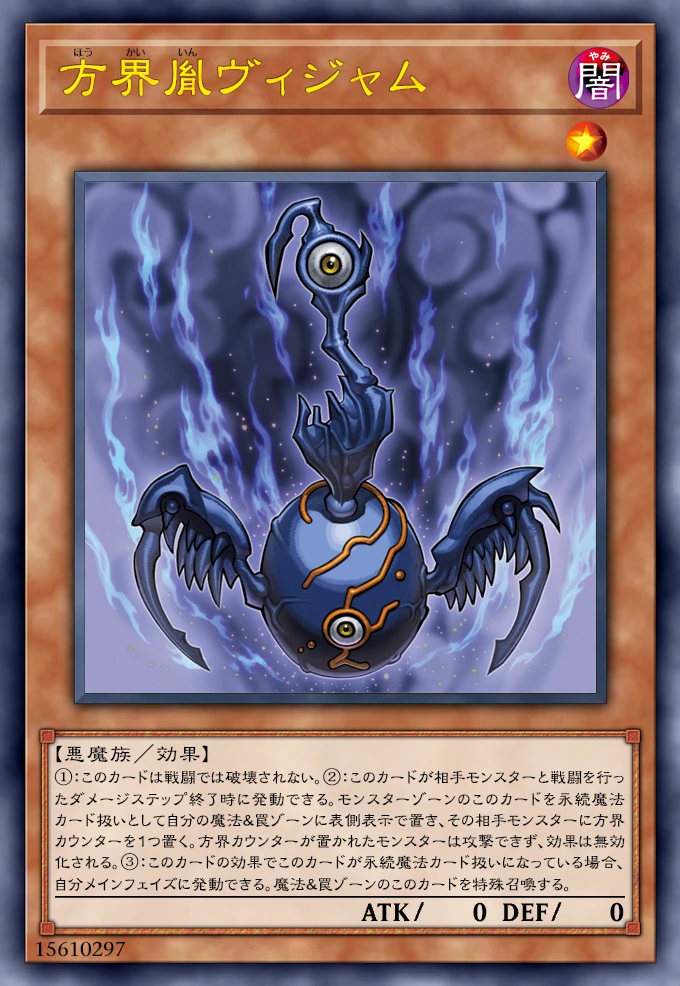 ほう かい いん
方界胤ヴィジャム
やみ
闇
【悪魔族／効果】
①：このカードは戦闘では破壊されない。②：このカードが相手モンスターと戦闘を行っ
たダメージステップ終了時に発動できる。モンスターゾーンのこのカードを永続魔法
カード扱いとして自分の魔法&罠ゾーンに表側表示で置き、その相手モンスターに方界
カウンターを1つ置く。方界カウンターが置かれたモンスターは攻撃できず、効果は無効
化される。③：このカードの効果でこのカードが永続魔法カード扱いになっている場合、
自分メインフェイズに発動できる。魔法&罠ゾーンのこのカードを特殊召喚する。
ATK/ 0 DEF/ 0
15610297